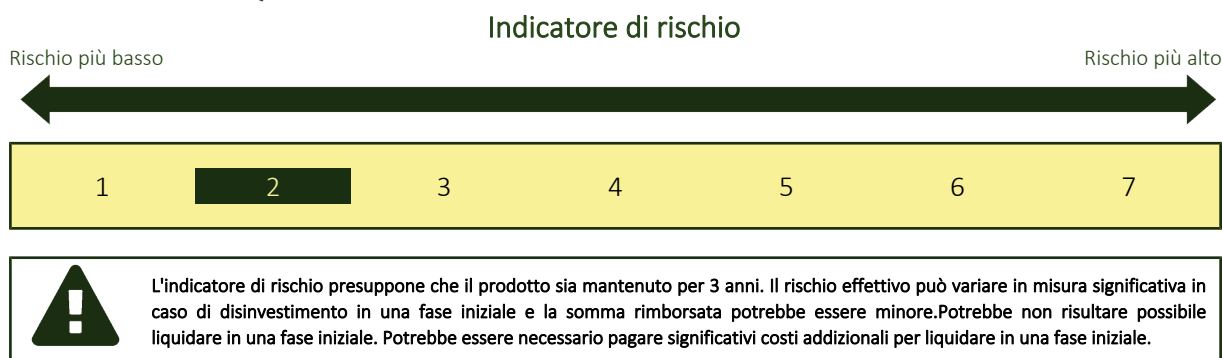 Indicatore di rischio
Rischio più basso
Rischio più alto
1 2 3 4 5 6 7
L'indicatore di rischio presuppone che il prodotto sia mantenuto per 3 anni. Il rischio effettivo può variare in misura significativa in
caso di disinvestimento in una fase iniziale e la somma rimborsata potrebbe essere minore.Potrebbe non risultare possibile
liquidare in una fase iniziale. Potrebbe essere necessario pagare significativi costi addizionali per liquidare in una fase iniziale.